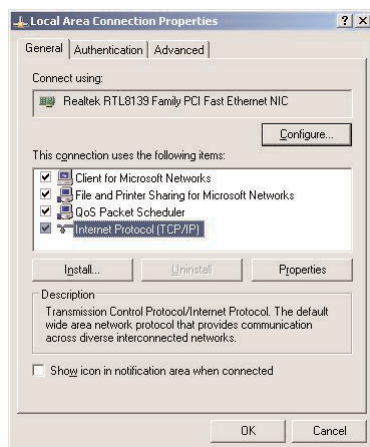 Local Area Connection Properties
General Authentication Advanced
Connect using:
Realtek RTL8139 Family PCI Fast Ethernet NIC
Configure...
This connection uses the following items:
Client for Microsoft Networks
File and Printer Sharing for Microsoft Networks
QoS Packet Scheduler
Internet Protocol (TCP/IP)
Install... Uninstall Properties
Description
Transmission Control Protocol/Internet Protocol. The default
wide area network protocol that provides communication
across diverse interconnected networks.
Show icon in notification area when connected
OK Cancel